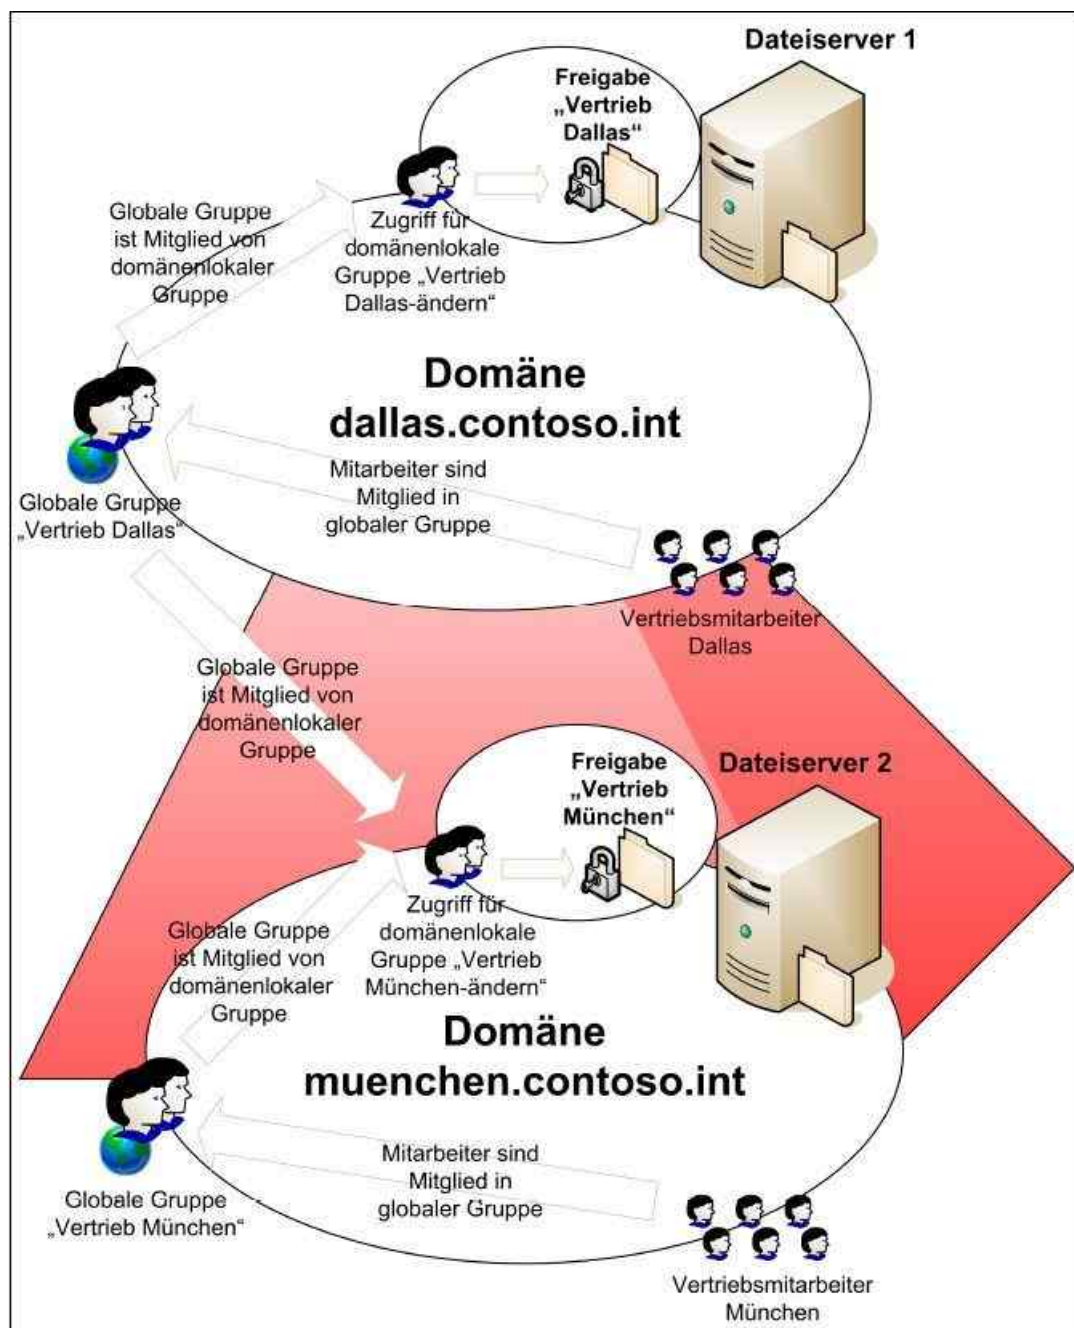 Dateiserver 1
Freigabe
„Vertrieb
Dallas“
Globale Gruppe
ist Mitglied von
domänenlokaler
Gruppe
Zugriff für
domänenlokale
Gruppe „Vertrieb
Dallas-ändern“
Domäne
dallas.contoso.int
Mitarbeiter sind
Mitglied in
globaler Gruppe
Globale Gruppe
„Vertrieb Dallas“
Vertriebsmitarbeiter
Dallas
Globale Gruppe
ist Mitglied von
domänenlokaler
Gruppe
Freigabe
„Vertrieb
München“
Dateiserver 2
Globale Gruppe
ist Mitglied von
domänenlokaler
Gruppe
Zugriff für
domänenlokale
Gruppe „Vertrieb
München-ändern“
Domäne
muenchen.contoso.int
Mitarbeiter sind
Mitglied in
globaler Gruppe
Globale Gruppe
„Vertrieb München“
Vertriebsmitarbeiter
München